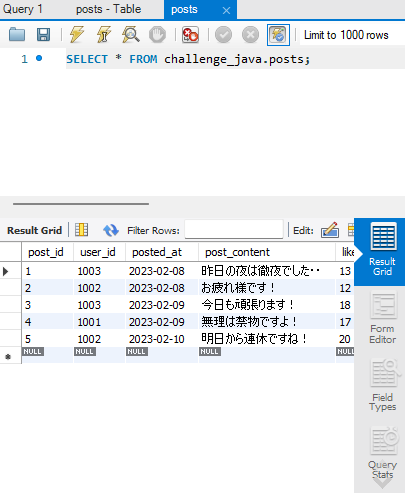 Query 1 posts - Table posts
Limit to 1000 rows
1 SELECT * FROM challenge_java.posts;
Result Grid Filter Rows: Edit:
post_id user_id posted_at post_content like
1 1003 2023-02-08 昨日の夜は徹夜でした・・ 13
2 1002 2023-02-08 お疲れ様です！ 12
3 1003 2023-02-09 今日も頑張ります！ 18
4 1001 2023-02-09 無理は禁物ですよ！ 17
5 1002 2023-02-10 明日から連休ですね！ 20
NULL NULL NULL NULL NULL
Result
Grid
Form
Editor
Field
Types
Query
Stats